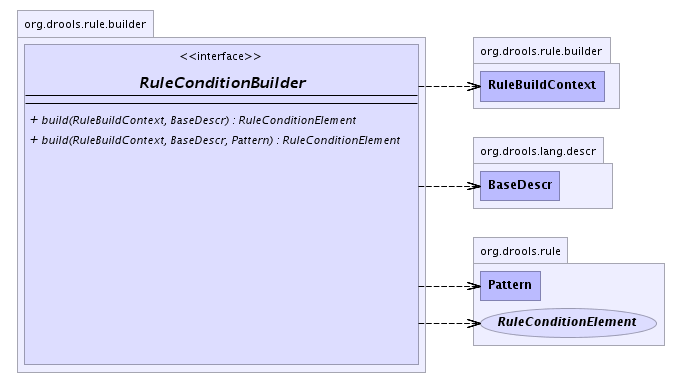 org.drools.rule.builder
<<interface>>
RuleConditionBuilder
+ build(RuleBuildContext, BaseDescr) : RuleConditionElement
+ build(RuleBuildContext, BaseDescr, Pattern) : RuleConditionElement
org.drools.rule.builder
RuleBuildContext
org.drools.lang.descr
BaseDescr
org.drools.rule
Pattern
RuleConditionElement